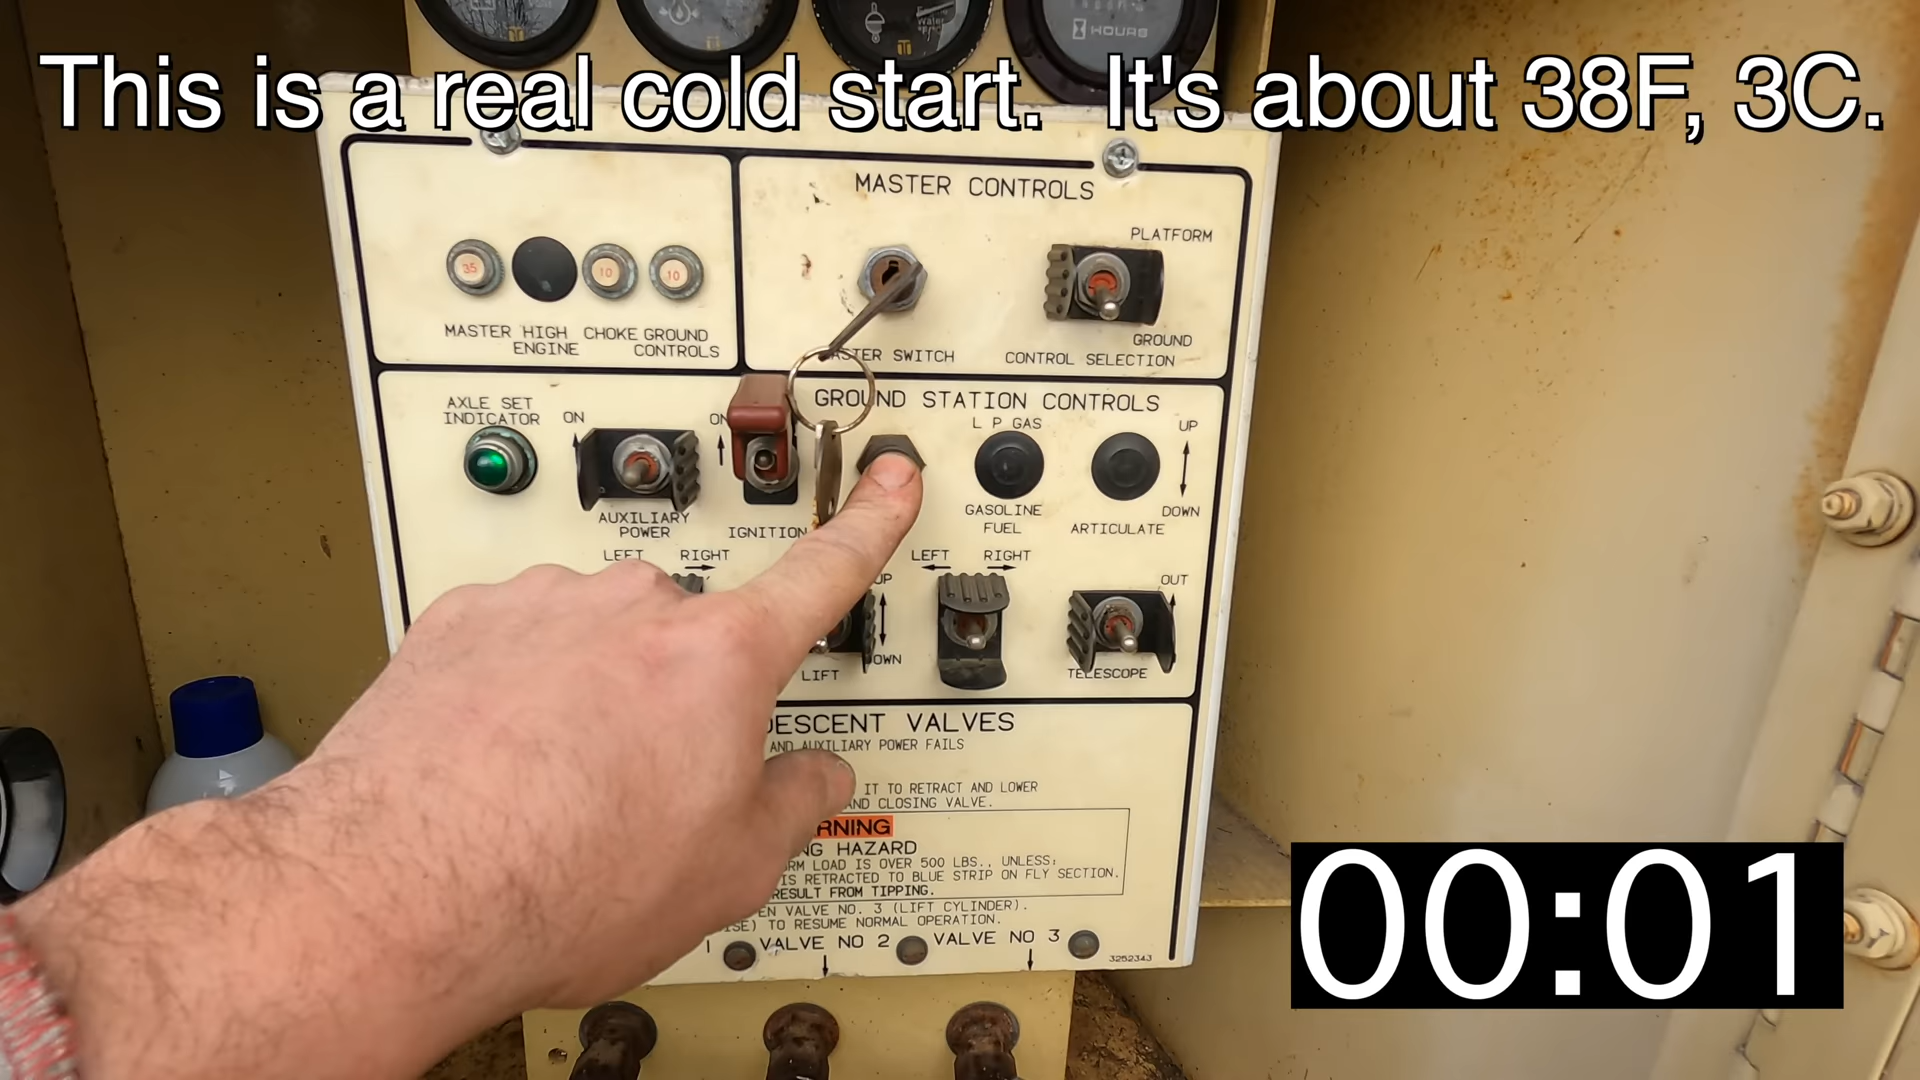 HOURS
This is a real cold start.  It's about 38F, 3C.
MASTER CONTROLS
PLATFORM
35
10
10
MASTER HIGH CHOKE GROUND
ENGINE CONTROLS
GROUND
SWITCH
CONTROL SELECTION
AXLE SET
INDICATOR
ON
GROUND STATION CONTROLS
L P GAS
UP
GASOLINE
FUEL
DOWN
ARTICULATE
AUXILIARY
POWER
IGNITION
LEFT
RIGHT
LEFT
RIGHT
UP
OUT
LIFT
TELESCOPE
DESCENT VALVES
AND AUXILIARY POWER FAILS
IT TO RETRACT AND LOWER
AND CLOSING VALVE.
HAZARD
LOAD IS OVER 500 LBS., UNLESS:
IS RETRACTED TO BLUE STRIP ON FLY SECTION.
RESULT FROM TIPPING.
VALVE NO. 3 (LIFT CYLINDER).
TO RESUME NORMAL OPERATION.
1
VALVE NO 2
VALVE NO 3
3252343
00:01